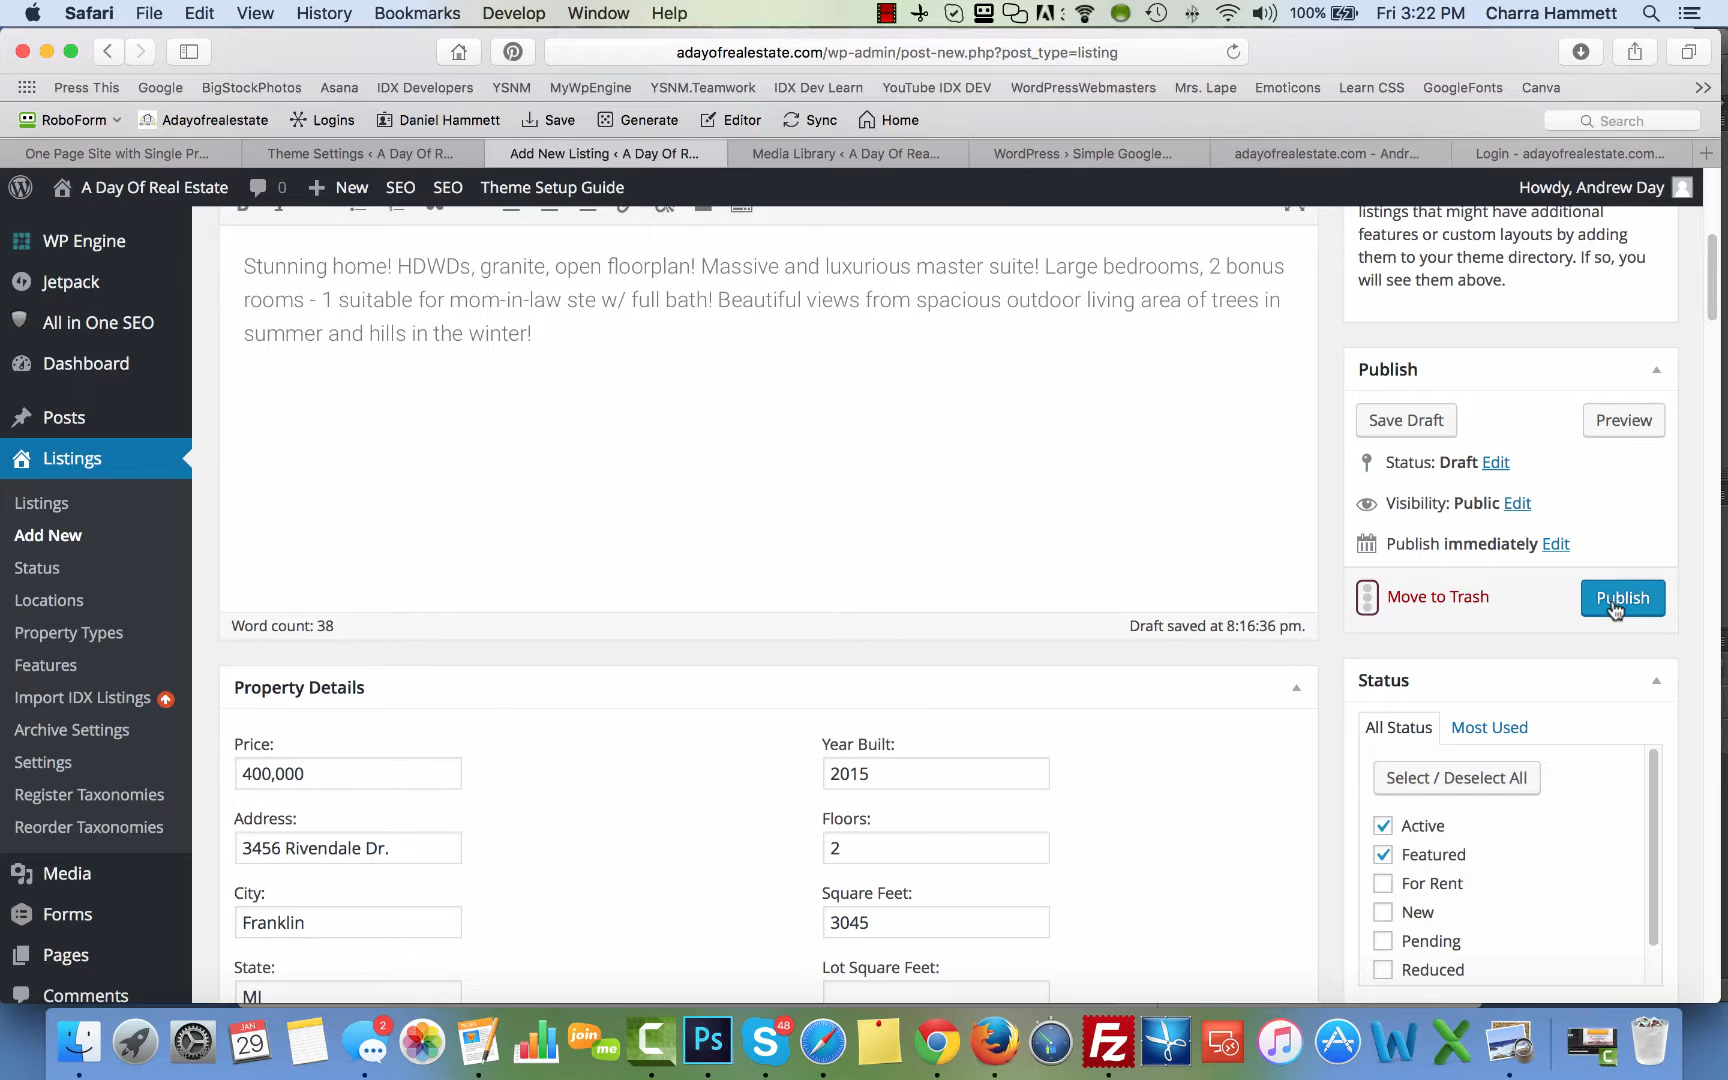 Safari File Edit View History Bookmarks Develop Window Help 100% Fri 3:22 PM Charra Hammett
adayofrealestate.com/wp-admin/post-new.php?post_type=listing
Press This Google BigStockPhotos Asana IDX Developers YSNM MyWpEngine YSNM.Teamwork IDX Dev Learn YouTube IDX DEV WordPressWebmasters Mrs. Lape Emoticons Learn CSS GoogleFonts Canva
RoboForm Adayofrealestate Logins Daniel Hammett Save Generate Editor Sync Home Search
One Page Site with Single Pr... Theme Settings < A Day Of R... Add New Listing < A Day Of R... Media Library < A Day Of Rea... WordPress › Simple Google... adayofrealestate.com - Andr... Login - adayofrealestate.com...
A Day Of Real Estate 0 New SEO SEO Theme Setup Guide Howdy, Andrew Day
WP Engine
Jetpack
All in One SEO
Dashboard
Posts
Listings
Listings
Add New
Status
Locations
Property Types
Features
Import IDX Listings
Archive Settings
Settings
Register Taxonomies
Reorder Taxonomies
Media
Forms
Pages
Comments
Stunning home! HDWDs, granite, open floorplan! Massive and luxurious master suite! Large bedrooms, 2 bonus
rooms - 1 suitable for mom-in-law ste w/ full bath! Beautiful views from spacious outdoor living area of trees in
summer and hills in the winter!
Word count: 38 Draft saved at 8:16:36 pm.
Property Details
Price:
400,000
Address:
3456 Rivendale Dr.
City:
Franklin
State:
MI
Year Built:
2015
Floors:
2
Square Feet:
3045
Lot Square Feet:
listings that might have additional
features or custom layouts by adding
them to your theme directory. If so, you
will see them above.
Publish
Save Draft Preview
Status: Draft Edit
Visibility: Public Edit
Publish immediately Edit
Move to Trash Publish
Status
All Status Most Used
Select / Deselect All
Active
Featured
For Rent
New
Pending
Reduced
JAN
29
2
join
me
Ps
48
Fz